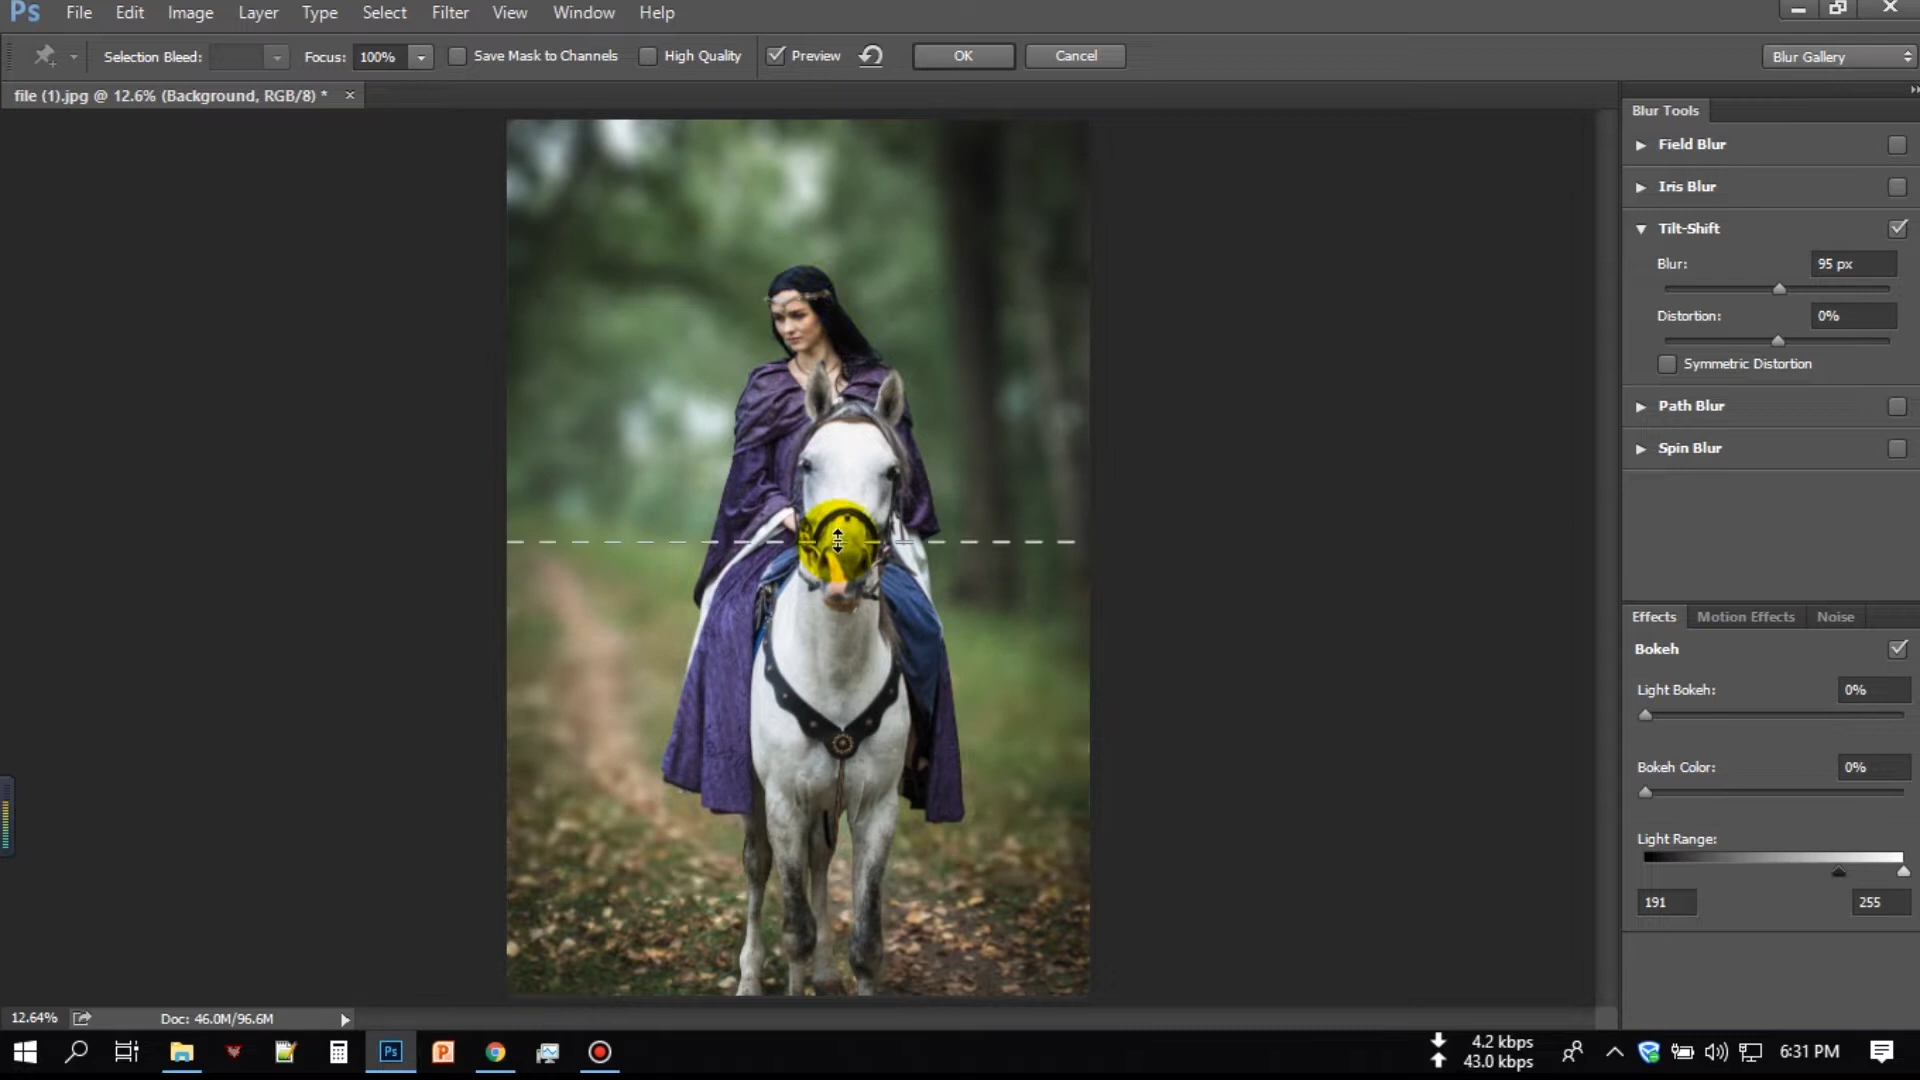 Ps File Edit Image Layer Type Select Filter View Window Help
Selection Bleed: Focus: 100% Save Mask to Channels High Quality Preview OK Cancel Blur Gallery
file (1).jpg @ 12.6% (Background, RGB/8) * ×
Blur Tools
Field Blur
Iris Blur
Tilt-Shift
Blur: 95 px
Distortion: 0%
Symmetric Distortion
Path Blur
Spin Blur
Effects Motion Effects Noise
Bokeh
Light Bokeh: 0%
Bokeh Color: 0%
Light Range:
191 255
12.64% Doc: 46.0M/96.6M
Ps P 4.2 kbps
43.0 kbps
6:31 PM